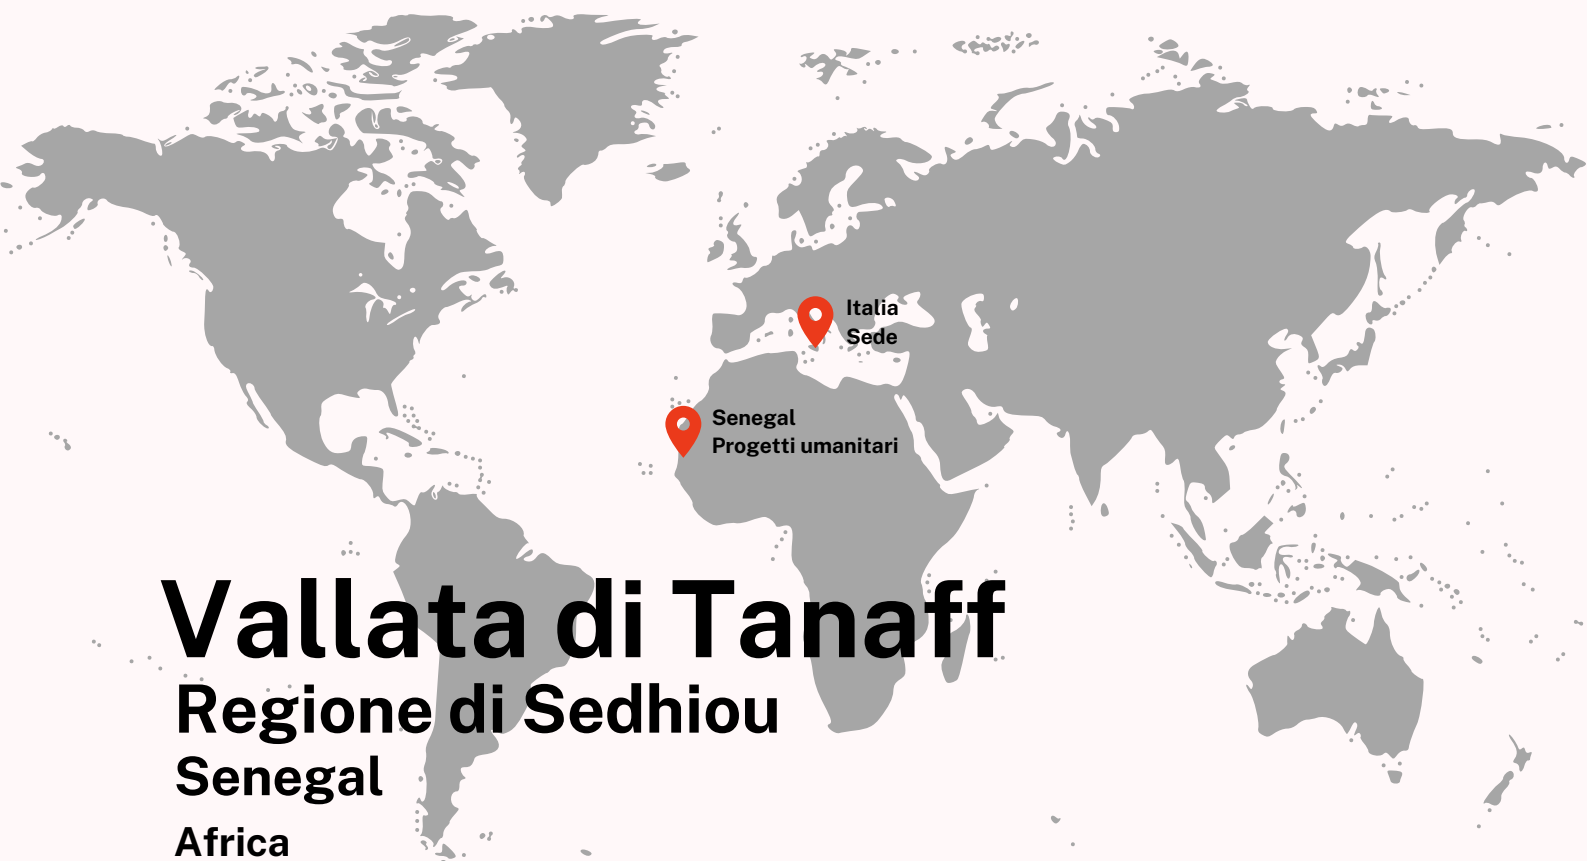 Italia
Sede
Senegal
Progetti umanitari
Vallata di Tanaff
Regione di Sedhiou
Senegal
Africa